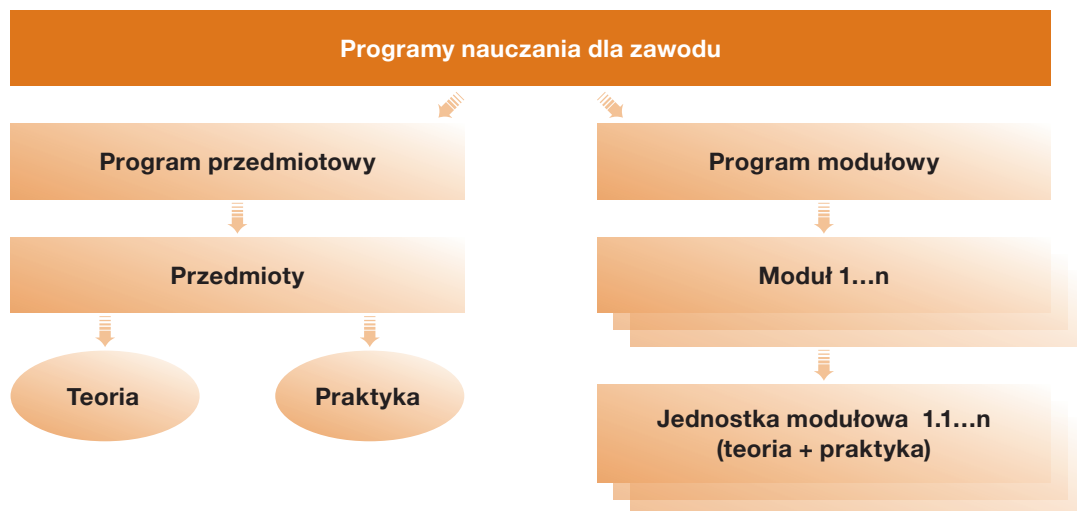 Programy nauczania dla zawodu
Program przedmiotowy
Program modułowy
Przedmioty
Moduł 1...n
Teoria
Praktyka
Jednostka modułowa 1.1...n
(teoria + praktyka)